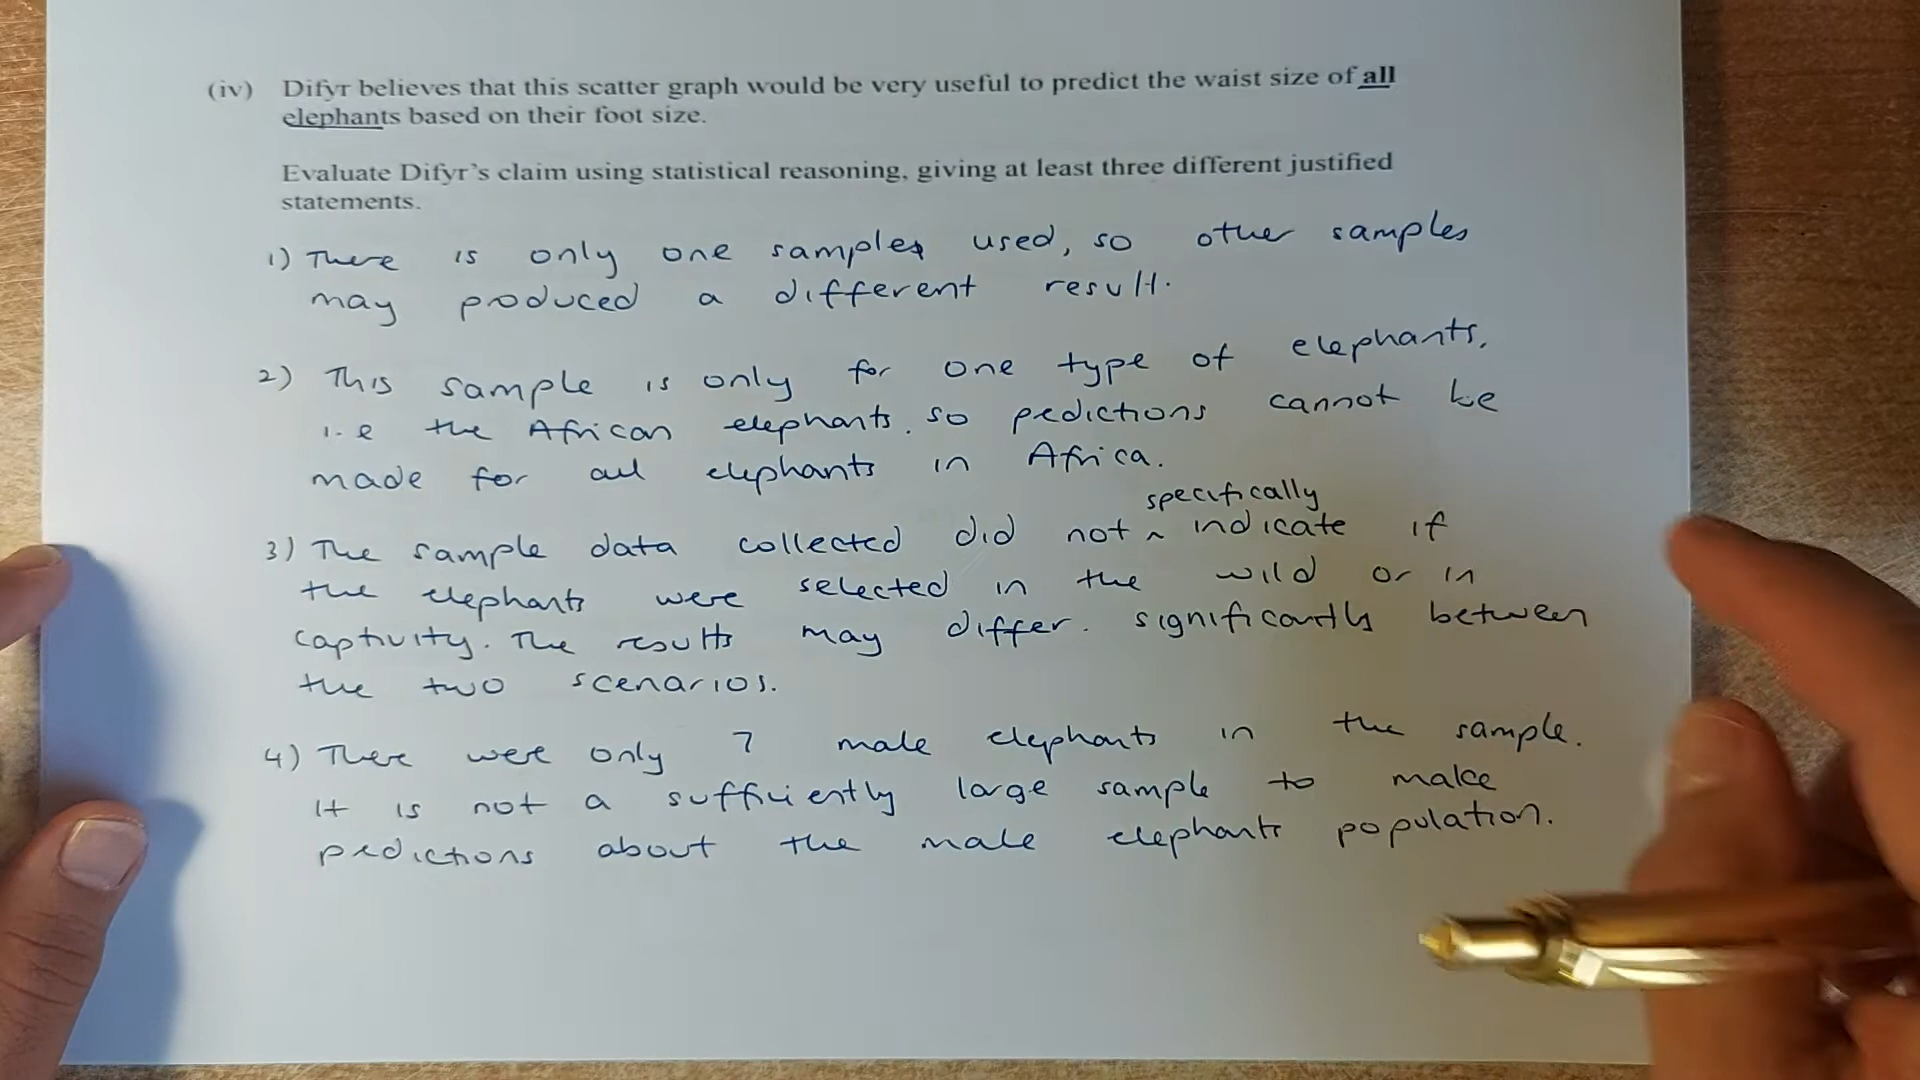 (iv) Difyr believes that this scatter graph would be very useful to predict the waist size of all
elephants based on their foot size.
Evaluate Difyr's claim using statistical reasoning, giving at least three different justified
statements.
1) There is only one samples used, so other samples
may produced a different result.
2) This sample is only for one type of elephants,
i.e the African elephants. so predictions cannot be
made for all elephants in Africa.
specifically
3) The sample data collected did not ^ indicate if
the elephants were selected in the wild or in
captivity. The results may differ. significantly between
the two scenarios.
4) There were only 7 male elephants in the sample.
It is not a sufficiently large sample to make
predictions about the male elephants population.